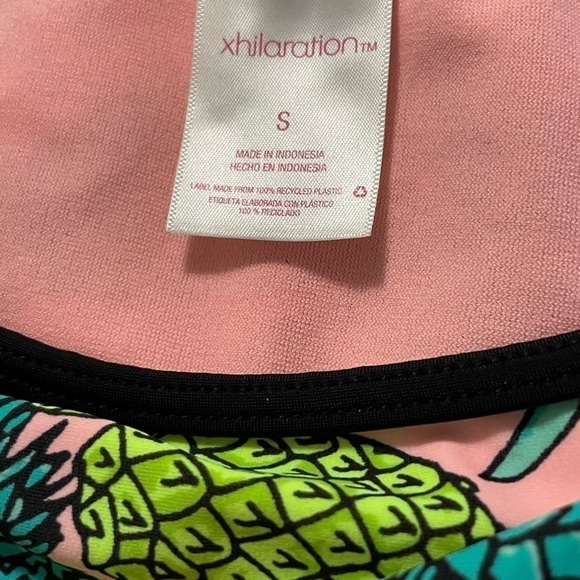 xhilaration™
S
MADE IN INDONESIA
HECHO EN INDONESIA
LABEL MADE FROM 100% RECYCLED PLASTIC
ETIQUETA ELABORADA CON PLÁSTICO
100 % RECICLADO